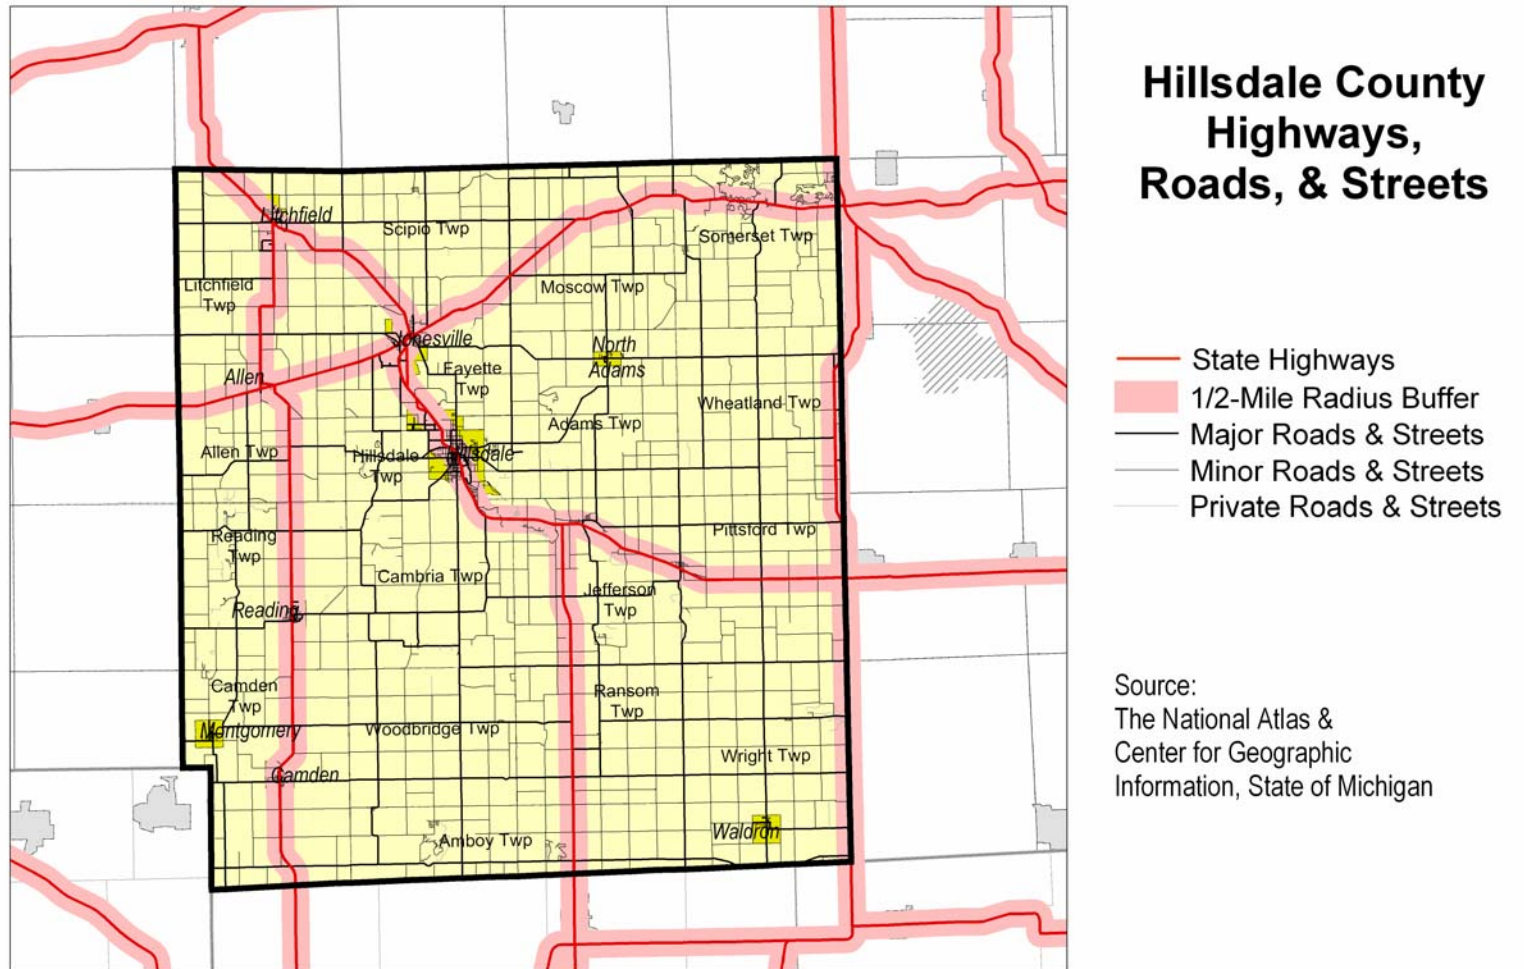 Hillsdale County
Highways,
Roads, & Streets
State Highways
1/2-Mile Radius Buffer
Major Roads & Streets
Minor Roads & Streets
Private Roads & Streets
Source:
The National Atlas &
Center for Geographic
Information, State of Michigan
Litchfield
Scipio Twp
Somerset Twp
Litchfield
Twp
Moscow Twp
Jonesville
North
Adams
Allen
Fayette
Twp
Wheatland Twp
Adams Twp
Allen Twp
Hillsdale
Twp
Hillsdale
Reading
Twp
Pittsford Twp
Cambria Twp
Jefferson
Twp
Reading
Camden
Twp
Ransom
Twp
Montgomery
Woodbridge Twp
Wright Twp
Camden
Waldron
Amboy Twp